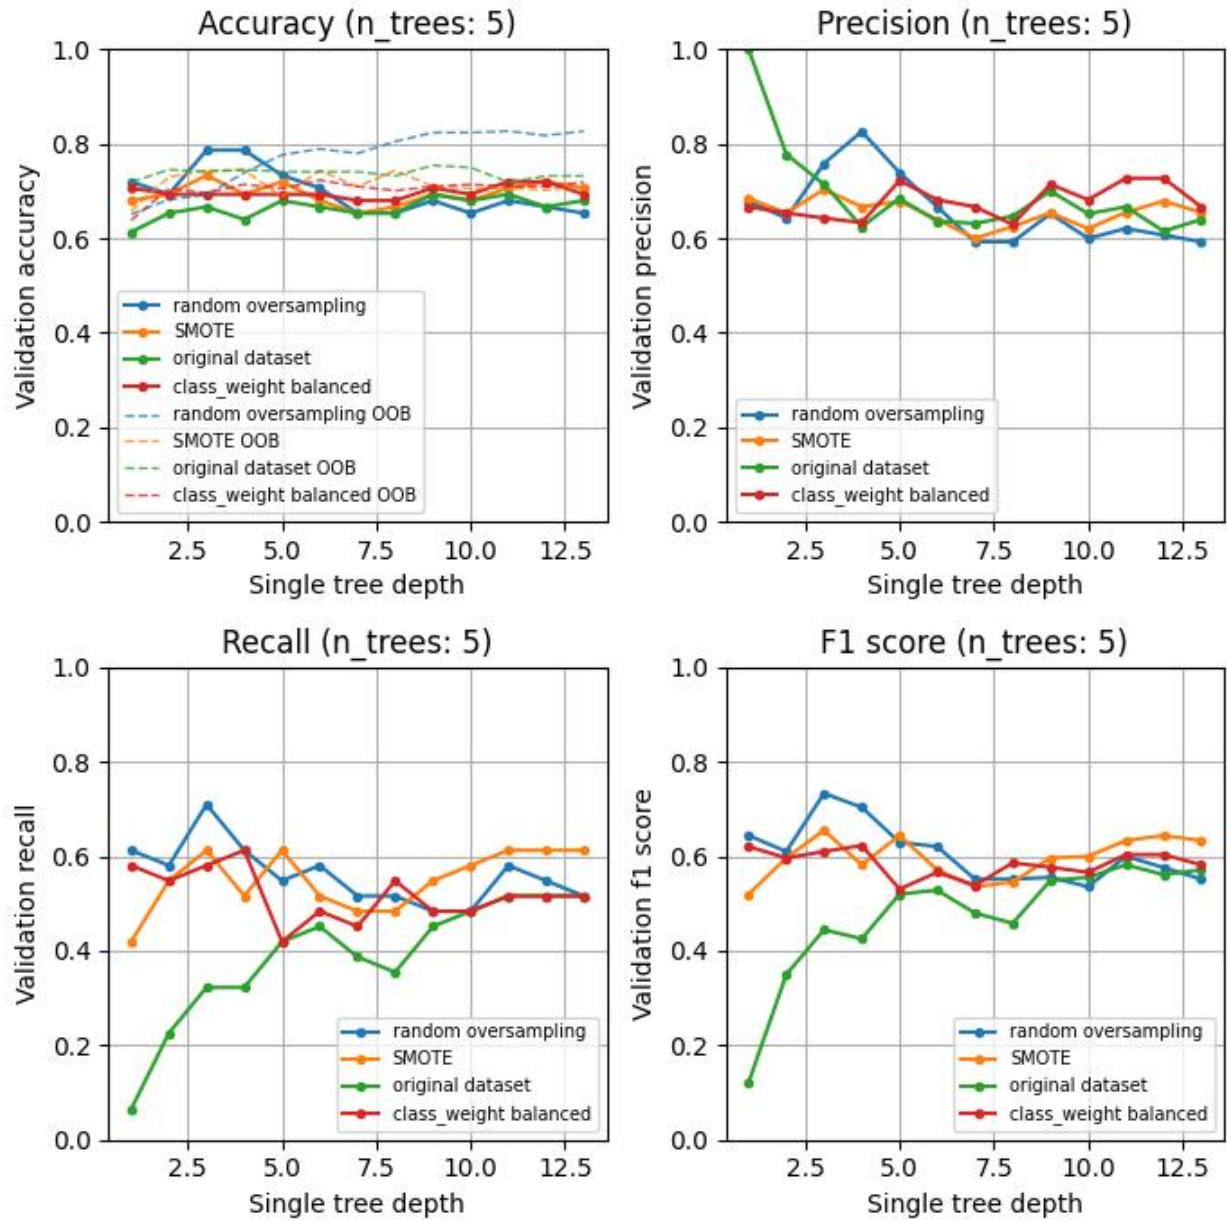 Accuracy (n_trees: 5)
Validation accuracy
1.0
0.8
0.6
0.4
0.2
0.0
random oversampling
SMOTE
original dataset
class_weight balanced
random oversampling OOB
SMOTE OOB
original dataset OOB
class_weight balanced OOB
2.5 5.0 7.5 10.0 12.5
Single tree depth
Precision (n_trees: 5)
Validation precision
1.0
0.8
0.6
0.4
0.2
0.0
random oversampling
SMOTE
original dataset
class_weight balanced
2.5 5.0 7.5 10.0 12.5
Single tree depth
Recall (n_trees: 5)
Validation recall
1.0
0.8
0.6
0.4
0.2
0.0
random oversampling
SMOTE
original dataset
class_weight balanced
2.5 5.0 7.5 10.0 12.5
Single tree depth
F1 score (n_trees: 5)
Validation f1 score
1.0
0.8
0.6
0.4
0.2
0.0
random oversampling
SMOTE
original dataset
class_weight balanced
2.5 5.0 7.5 10.0 12.5
Single tree depth